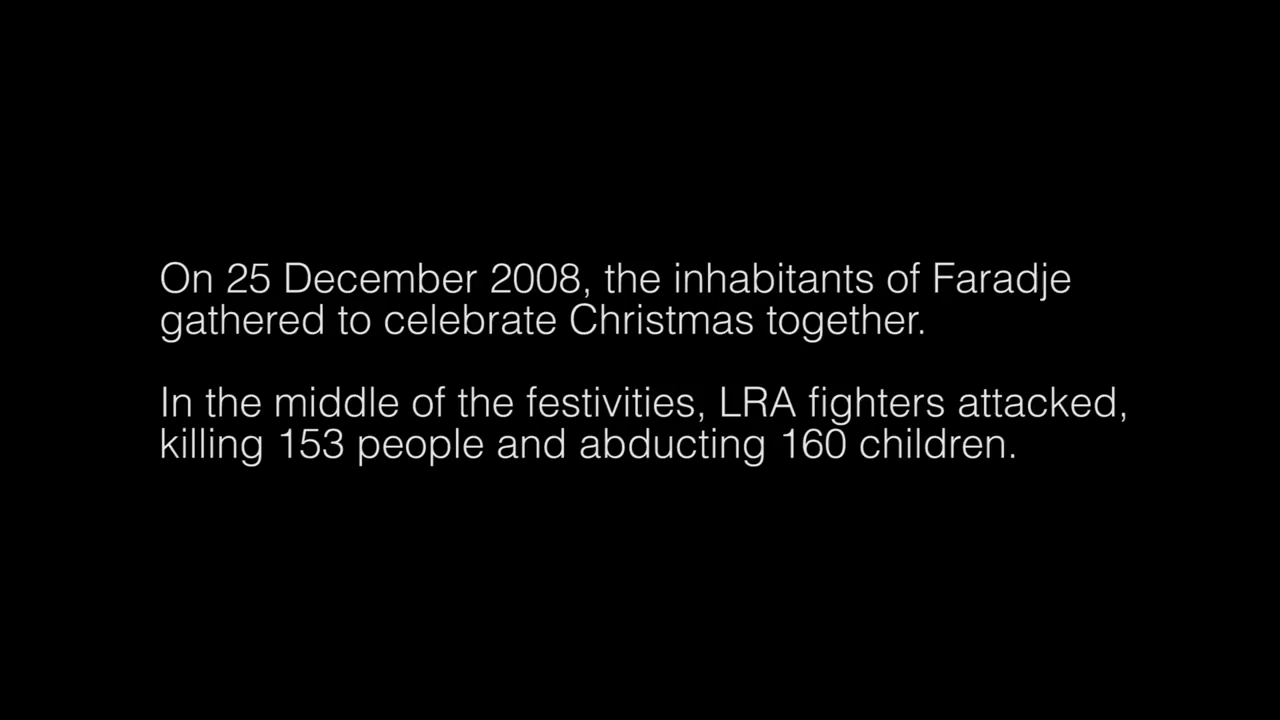 On 25 December 2008, the inhabitants of Faradje
gathered to celebrate Christmas together.
In the middle of the festivities, LRA fighters attacked,
killing 153 people and abducting 160 children.